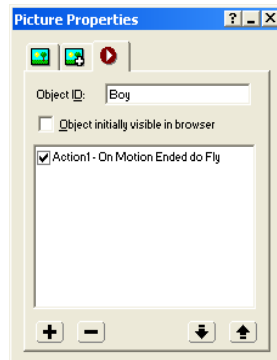 Picture Properties
Object ID: Boy
Object initially visible in browser
Action1 - On Motion Ended do Fly